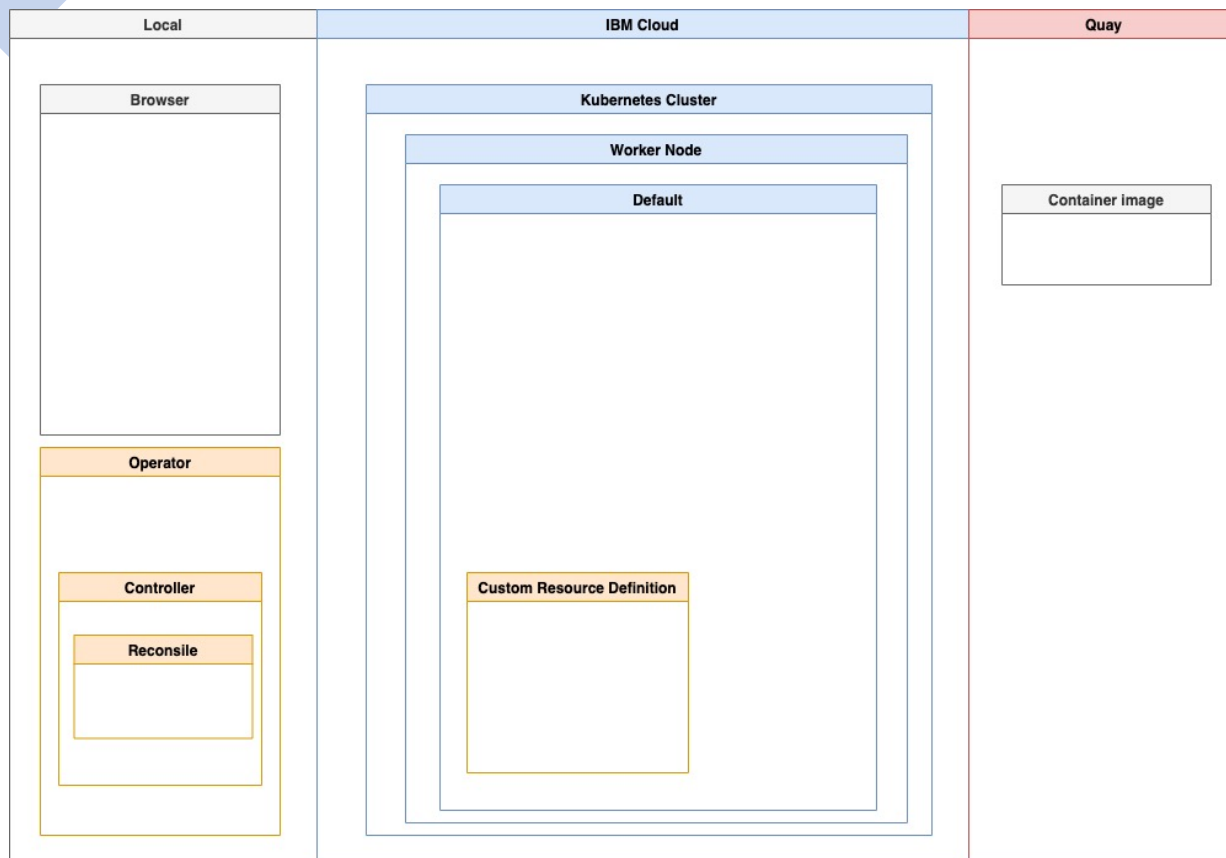 Local
IBM Cloud
Quay
Browser
Kubernetes Cluster
Worker Node
Default
Container image
Operator
Controller
Custom Resource Definition
Reconsile